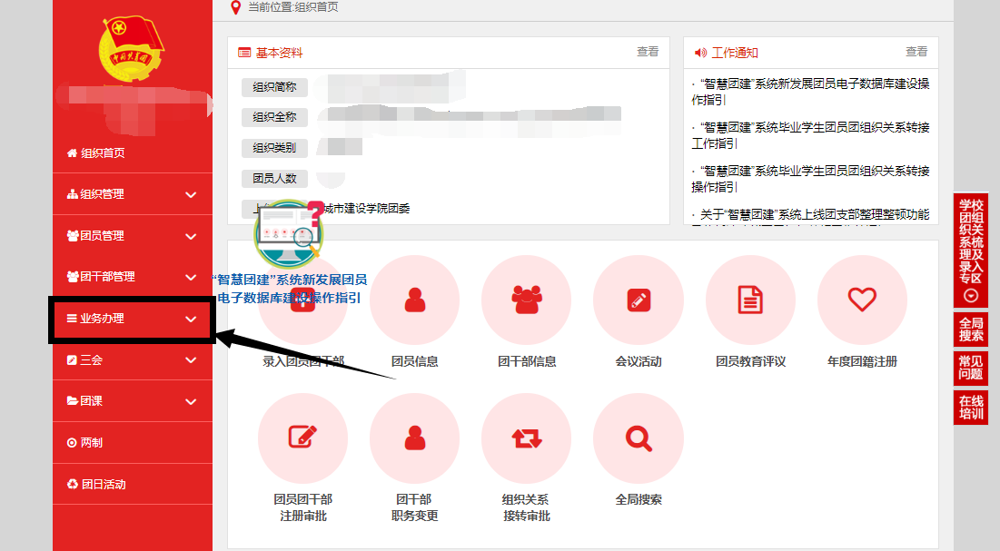 中国共青团
当前位置:组织首页
组织首页
组织管理
团员管理
团干部管理
业务办理
三会
团课
两制
团日活动
基本资料
查看
组织简称
组织全称
组织类别
团员人数
城市建设学院团委
工作通知
查看
· “智慧团建”系统新发展团员电子数据库建设操
作指引
· “智慧团建”系统毕业学生团员团组织关系转接
工作指引
· “智慧团建”系统毕业学生团员团组织关系转接
操作指引
· 关于“智慧团建”系统上线团支部整理整顿功能
“智慧团建”系统新发展团员
电子数据库建设操作指引
录入团员团干部
团员信息
团干部信息
会议活动
团员教育评议
年度团籍注册
团员团干部
注册审批
团干部
职务变更
组织关系
接转审批
全局搜索
学校
团组
织关
系梳
理及
录入
专区
全局
搜索
常见
问题
在线
培训